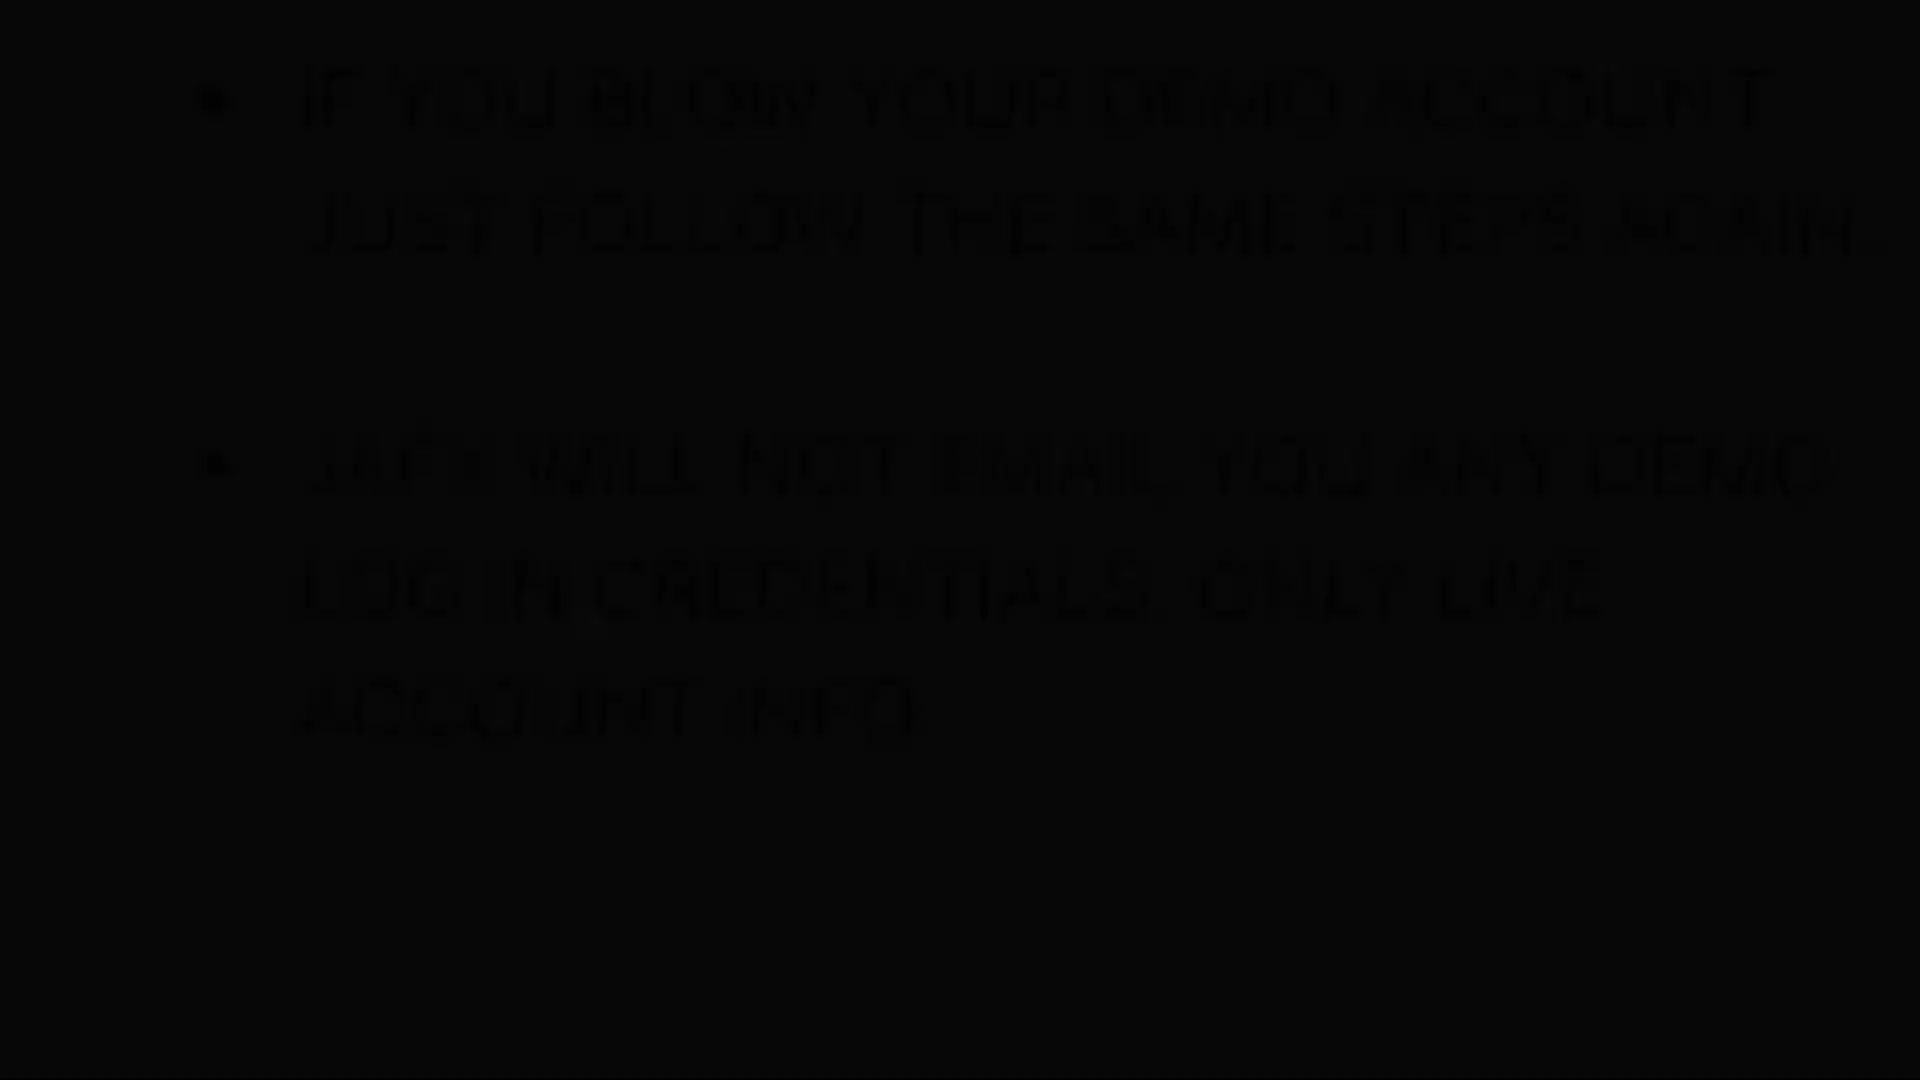 • IF YOU BLOW YOUR DEMO ACCOUNT
JUST FOLLOW THE SAME STEPS AGAIN.
• WILL NOT EMAIL YOU ANY DEMO
LOG IN CREDENTIALS, ONLY LIVE
ACCOUNT INFO